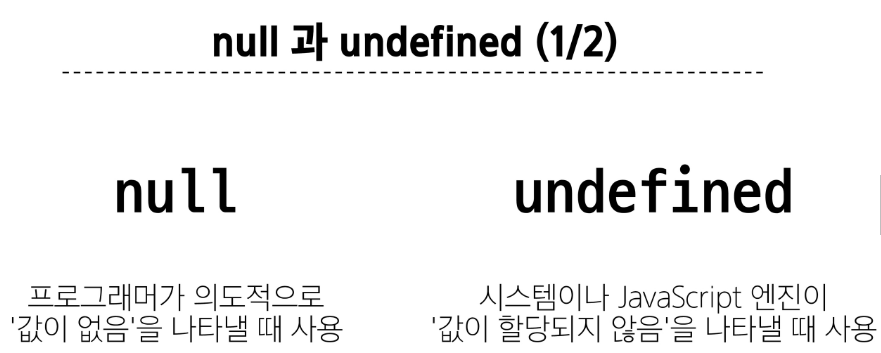 null 과 undefined (1/2)
null
undefined
프로그래머가 의도적으로
'값이 없음'을 나타낼 때 사용
시스템이나 JavaScript 엔진이
'값이 할당되지 않음'을 나타낼 때 사용